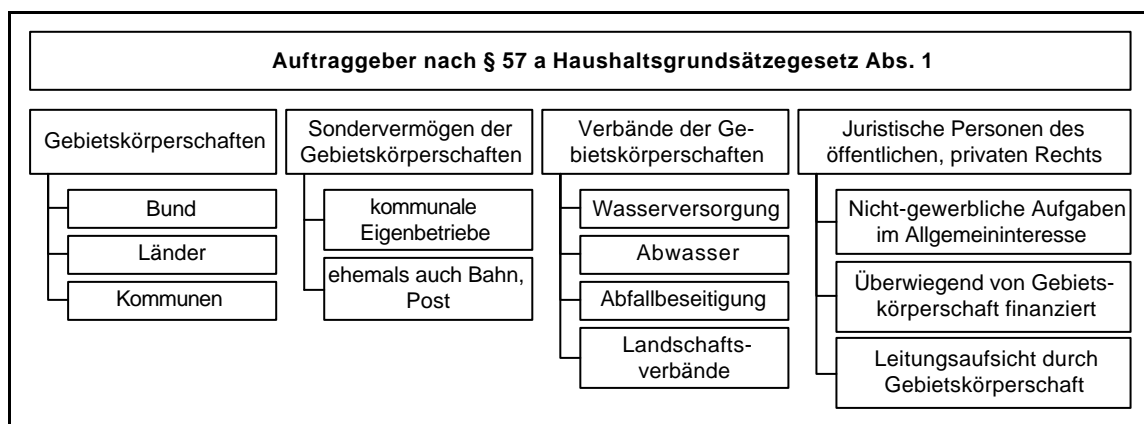 Auftraggeber nach § 57 a Haushaltsgrundsätzegesetz Abs. 1
Gebietskörperschaften
Bund
Länder
Kommunen
Sondervermögen der
Gebietskörperschaften
kommunale
Eigenbetriebe
ehemals auch Bahn,
Post
Verbände der Ge-
bietskörperschaften
Wasserversorgung
Abwasser
Abfallbeseitigung
Landschafts-
verbände
Juristische Personen des
öffentlichen, privaten Rechts
Nicht-gewerbliche Aufgaben
im Allgemeininteresse
Überwiegend von Gebiets-
körperschaft finanziert
Leitungsaufsicht durch
Gebietskörperschaft